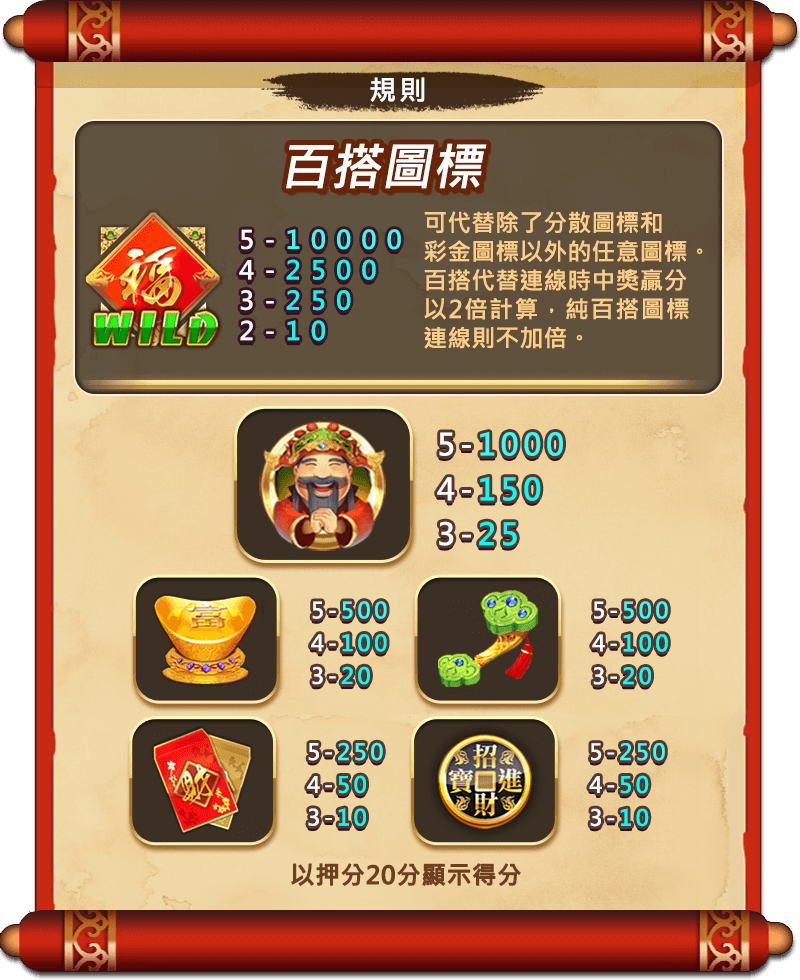 規則
百搭圖標
福
WILD
5-10000
4-2500
3-250
2-10
可代替除了分散圖標和
彩金圖標以外的任意圖標。
百搭代替連線時中獎贏分
以2倍計算，純百搭圖標
連線則不加倍。
5-1000
4-150
3-25
富
5-500
4-100
3-20
5-500
4-100
3-20
5-250
4-50
3-10
招
寶進
財
5-250
4-50
3-10
以押分20分顯示得分